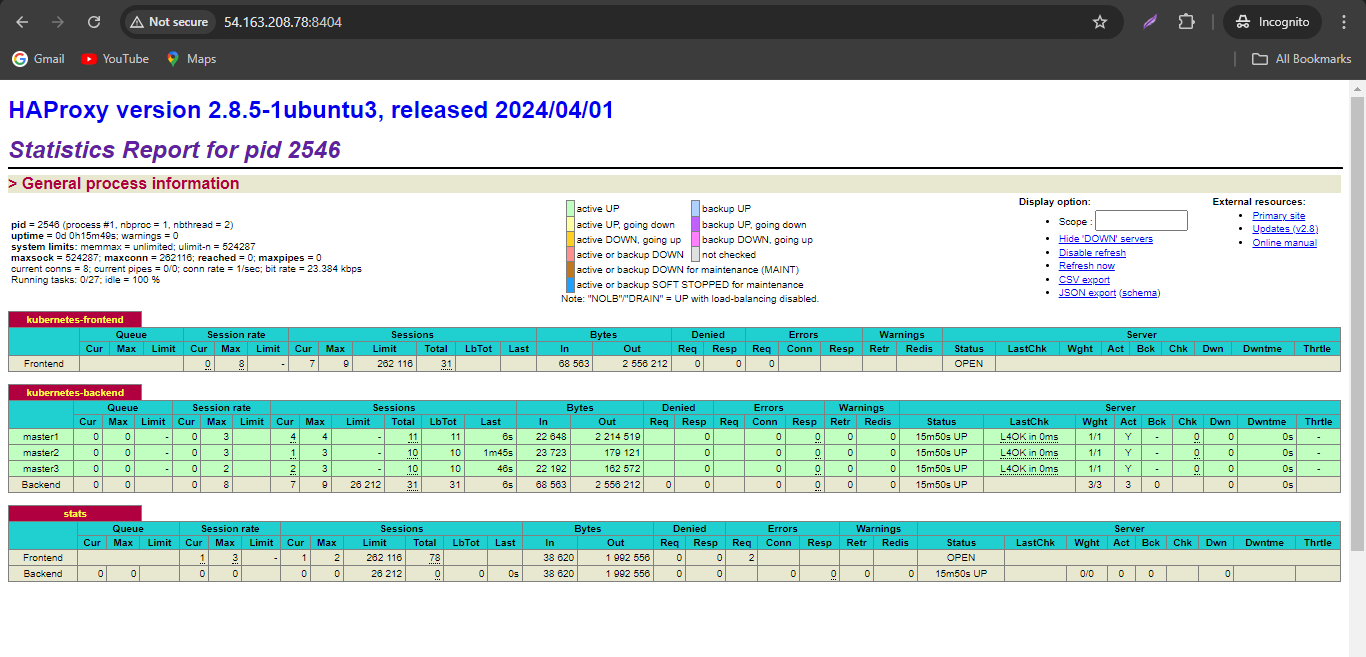 Not secure 54.163.208.78:8404 Incognito
Gmail YouTube Maps All Bookmarks
HAProxy version 2.8.5-1ubuntu3, released 2024/04/01
Statistics Report for pid 2546
> General process information
pid = 2546 (process #1, nbproc = 1, nbthread = 2)
uptime = 0d 0h15m49s; warnings = 0
system limits: memmax = unlimited; ulimit-n = 524287
maxsock = 524287; maxconn = 262116; reached = 0; maxpipes = 0
current conns = 8; current pipes = 0/0; conn rate = 1/sec; bit rate = 23.384 kbps
Running tasks: 0/27; idle = 100 %
active UP backup UP
active UP, going down backup UP, going down
active DOWN, going up backup DOWN, going up
active or backup DOWN not checked
active or backup DOWN for maintenance (MAINT)
active or backup SOFT STOPPED for maintenance
Note: "NOLB"/"DRAIN" = UP with load-balancing disabled.
Display option:
• Scope :
• Hide 'DOWN' servers
• Disable refresh
• Refresh now
• CSV export
• JSON export (schema)
External resources:
• Primary site
• Updates (v2.8)
• Online manual
kubernetes-frontend
Queue Session rate Sessions Bytes Denied Errors Warnings Server
Cur Max Limit Cur Max Limit Cur Max Limit Total LbTot Last In Out Req Resp Req Conn Resp Retr Redis Status LastChk Wght Act Bck Chk Dwn Dwntme Thrtle
Frontend 0 8 - 7 9 262 116 31 68 563 2 556 212 0 0 0 OPEN
kubernetes-backend
Queue Session rate Sessions Bytes Denied Errors Warnings Server
Cur Max Limit Cur Max Limit Cur Max Limit Total LbTot Last In Out Req Resp Req Conn Resp Retr Redis Status LastChk Wght Act Bck Chk Dwn Dwntme Thrtle
master1 0 0 - 0 3 4 4 - 11 11 6s 22 648 2 214 519 0 0 0 0 0 15m50s UP L4OK in 0ms 1/1 Y - 0 0 0s -
master2 0 0 - 0 3 1 3 - 10 10 1m45s 23 723 179 121 0 0 0 0 0 15m50s UP L4OK in 0ms 1/1 Y - 0 0 0s -
master3 0 0 - 0 2 2 3 - 10 10 46s 22 192 162 572 0 0 0 0 0 15m50s UP L4OK in 0ms 1/1 Y - 0 0 0s -
Backend 0 0 0 8 7 9 26 212 31 31 6s 68 563 2 556 212 0 0 0 0 0 0 15m50s UP 3/3 3 0 0 0s
stats
Queue Session rate Sessions Bytes Denied Errors Warnings Server
Cur Max Limit Cur Max Limit Cur Max Limit Total LbTot Last In Out Req Resp Req Conn Resp Retr Redis Status LastChk Wght Act Bck Chk Dwn Dwntme Thrtle
Frontend 1 3 - 1 2 262 116 78 38 620 1 992 556 0 0 2 OPEN
Backend 0 0 0 0 0 0 26 212 0 0 0s 38 620 1 992 556 0 0 0 0 0 0 15m50s UP 0/0 0 0 0